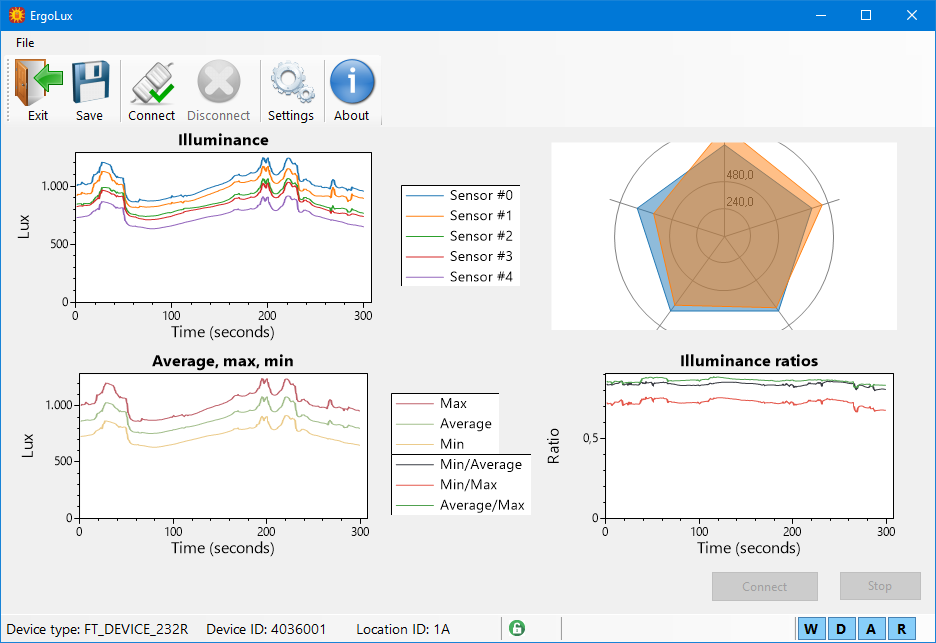 ErgoLux
File
Exit Save Connect Disconnect Settings About
Illuminance
Lux
1.000
500
0
0 100 200 300
Time (seconds)
Sensor #0
Sensor #1
Sensor #2
Sensor #3
Sensor #4
480,0
240,0
Average, max, min
Lux
1.000
500
0
0 100 200 300
Time (seconds)
Max
Average
Min
Min/Average
Min/Max
Average/Max
Illuminance ratios
Ratio
0,5
0
0 100 200 300
Time (seconds)
Connect Stop
Device type: FT_DEVICE_232R Device ID: 4036001 Location ID: 1A W D A R